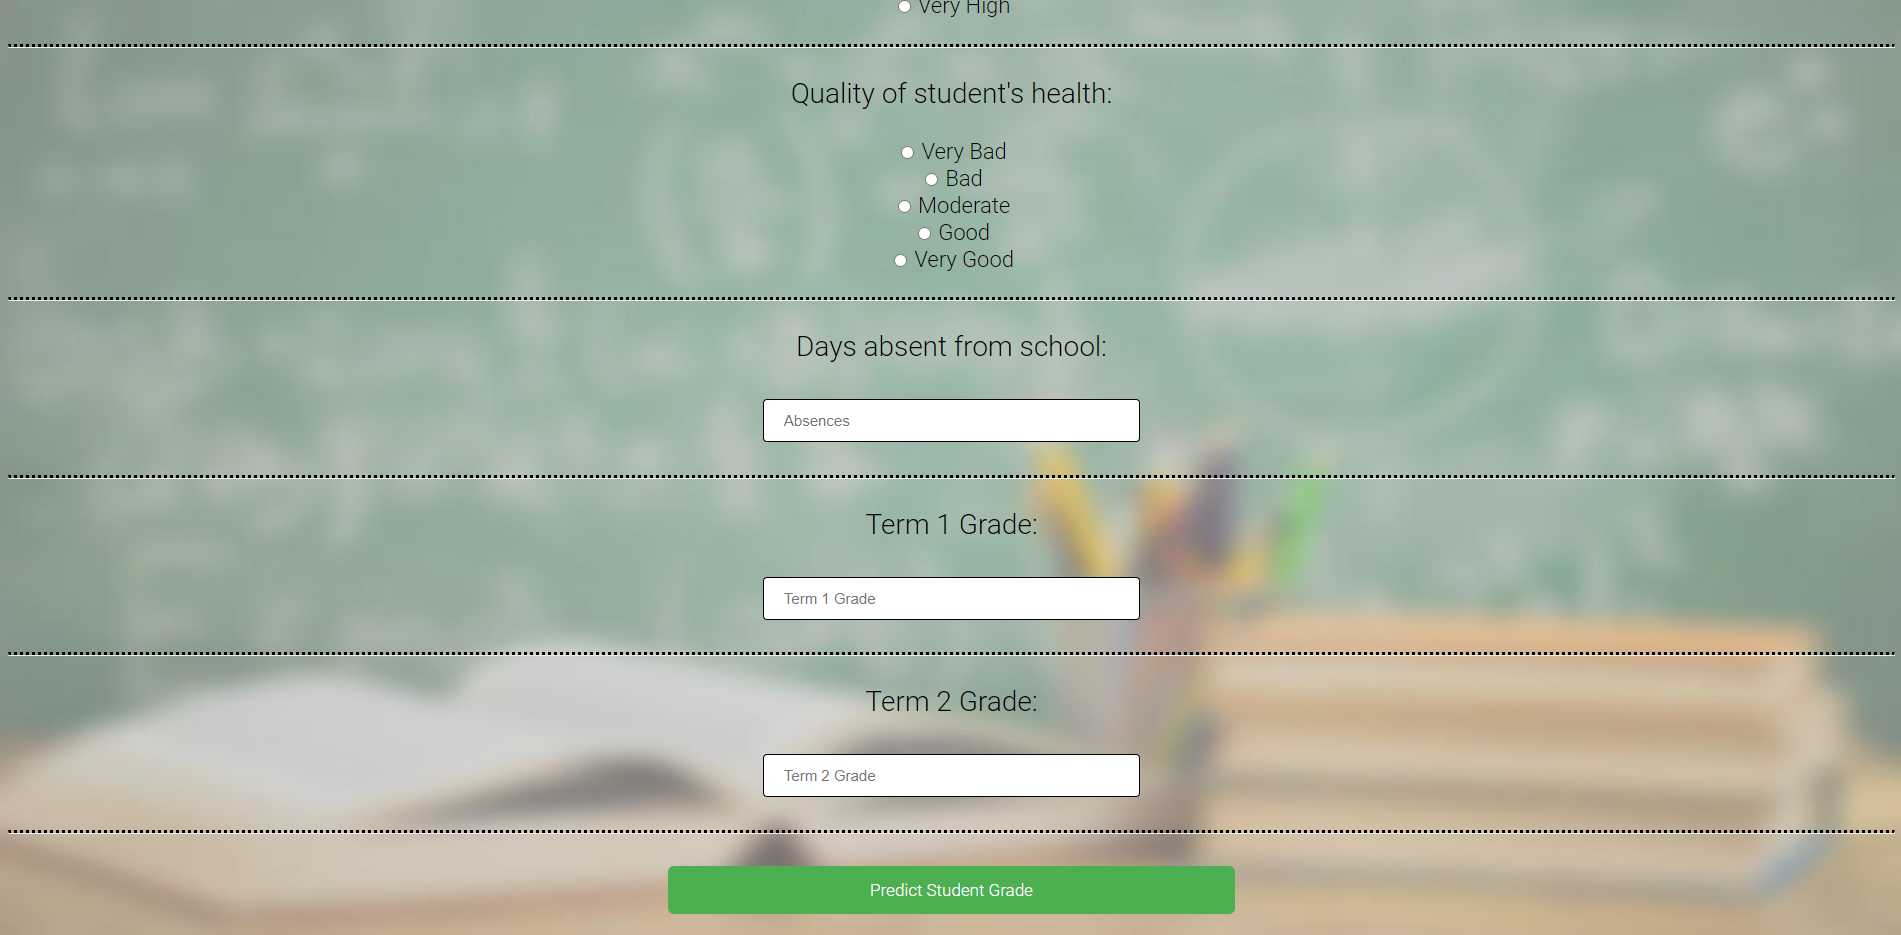 Very High
Quality of student's health:
Very Bad
Bad
Moderate
Good
Very Good
Days absent from school:
Absences
Term 1 Grade:
Term 1 Grade
Term 2 Grade:
Term 2 Grade
Predict Student Grade